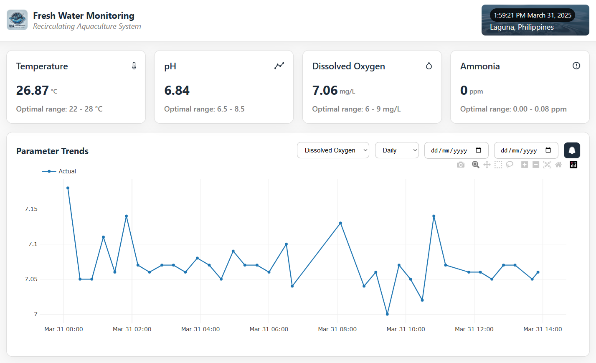 Fresh Water Monitoring
Recirculating Aquaculture System
1:59:21 PM March 31, 2025
Laguna, Philippines
Temperature
26.87 °C
Optimal range: 22 - 28 °C
pH
6.84
Optimal range: 6.5 - 8.5
Dissolved Oxygen
7.06 mg/L
Optimal range: 6 - 9 mg/L
Ammonia
0 ppm
Optimal range: 0.00 - 0.08 ppm
Parameter Trends
Dissolved Oxygen
Daily
dd/mm/yyyy
dd/mm/yyyy
Actual
7.15
7.1
7.05
7
Mar 31 00:00
Mar 31 02:00
Mar 31 04:00
Mar 31 06:00
Mar 31 08:00
Mar 31 10:00
Mar 31 12:00
Mar 31 14:00